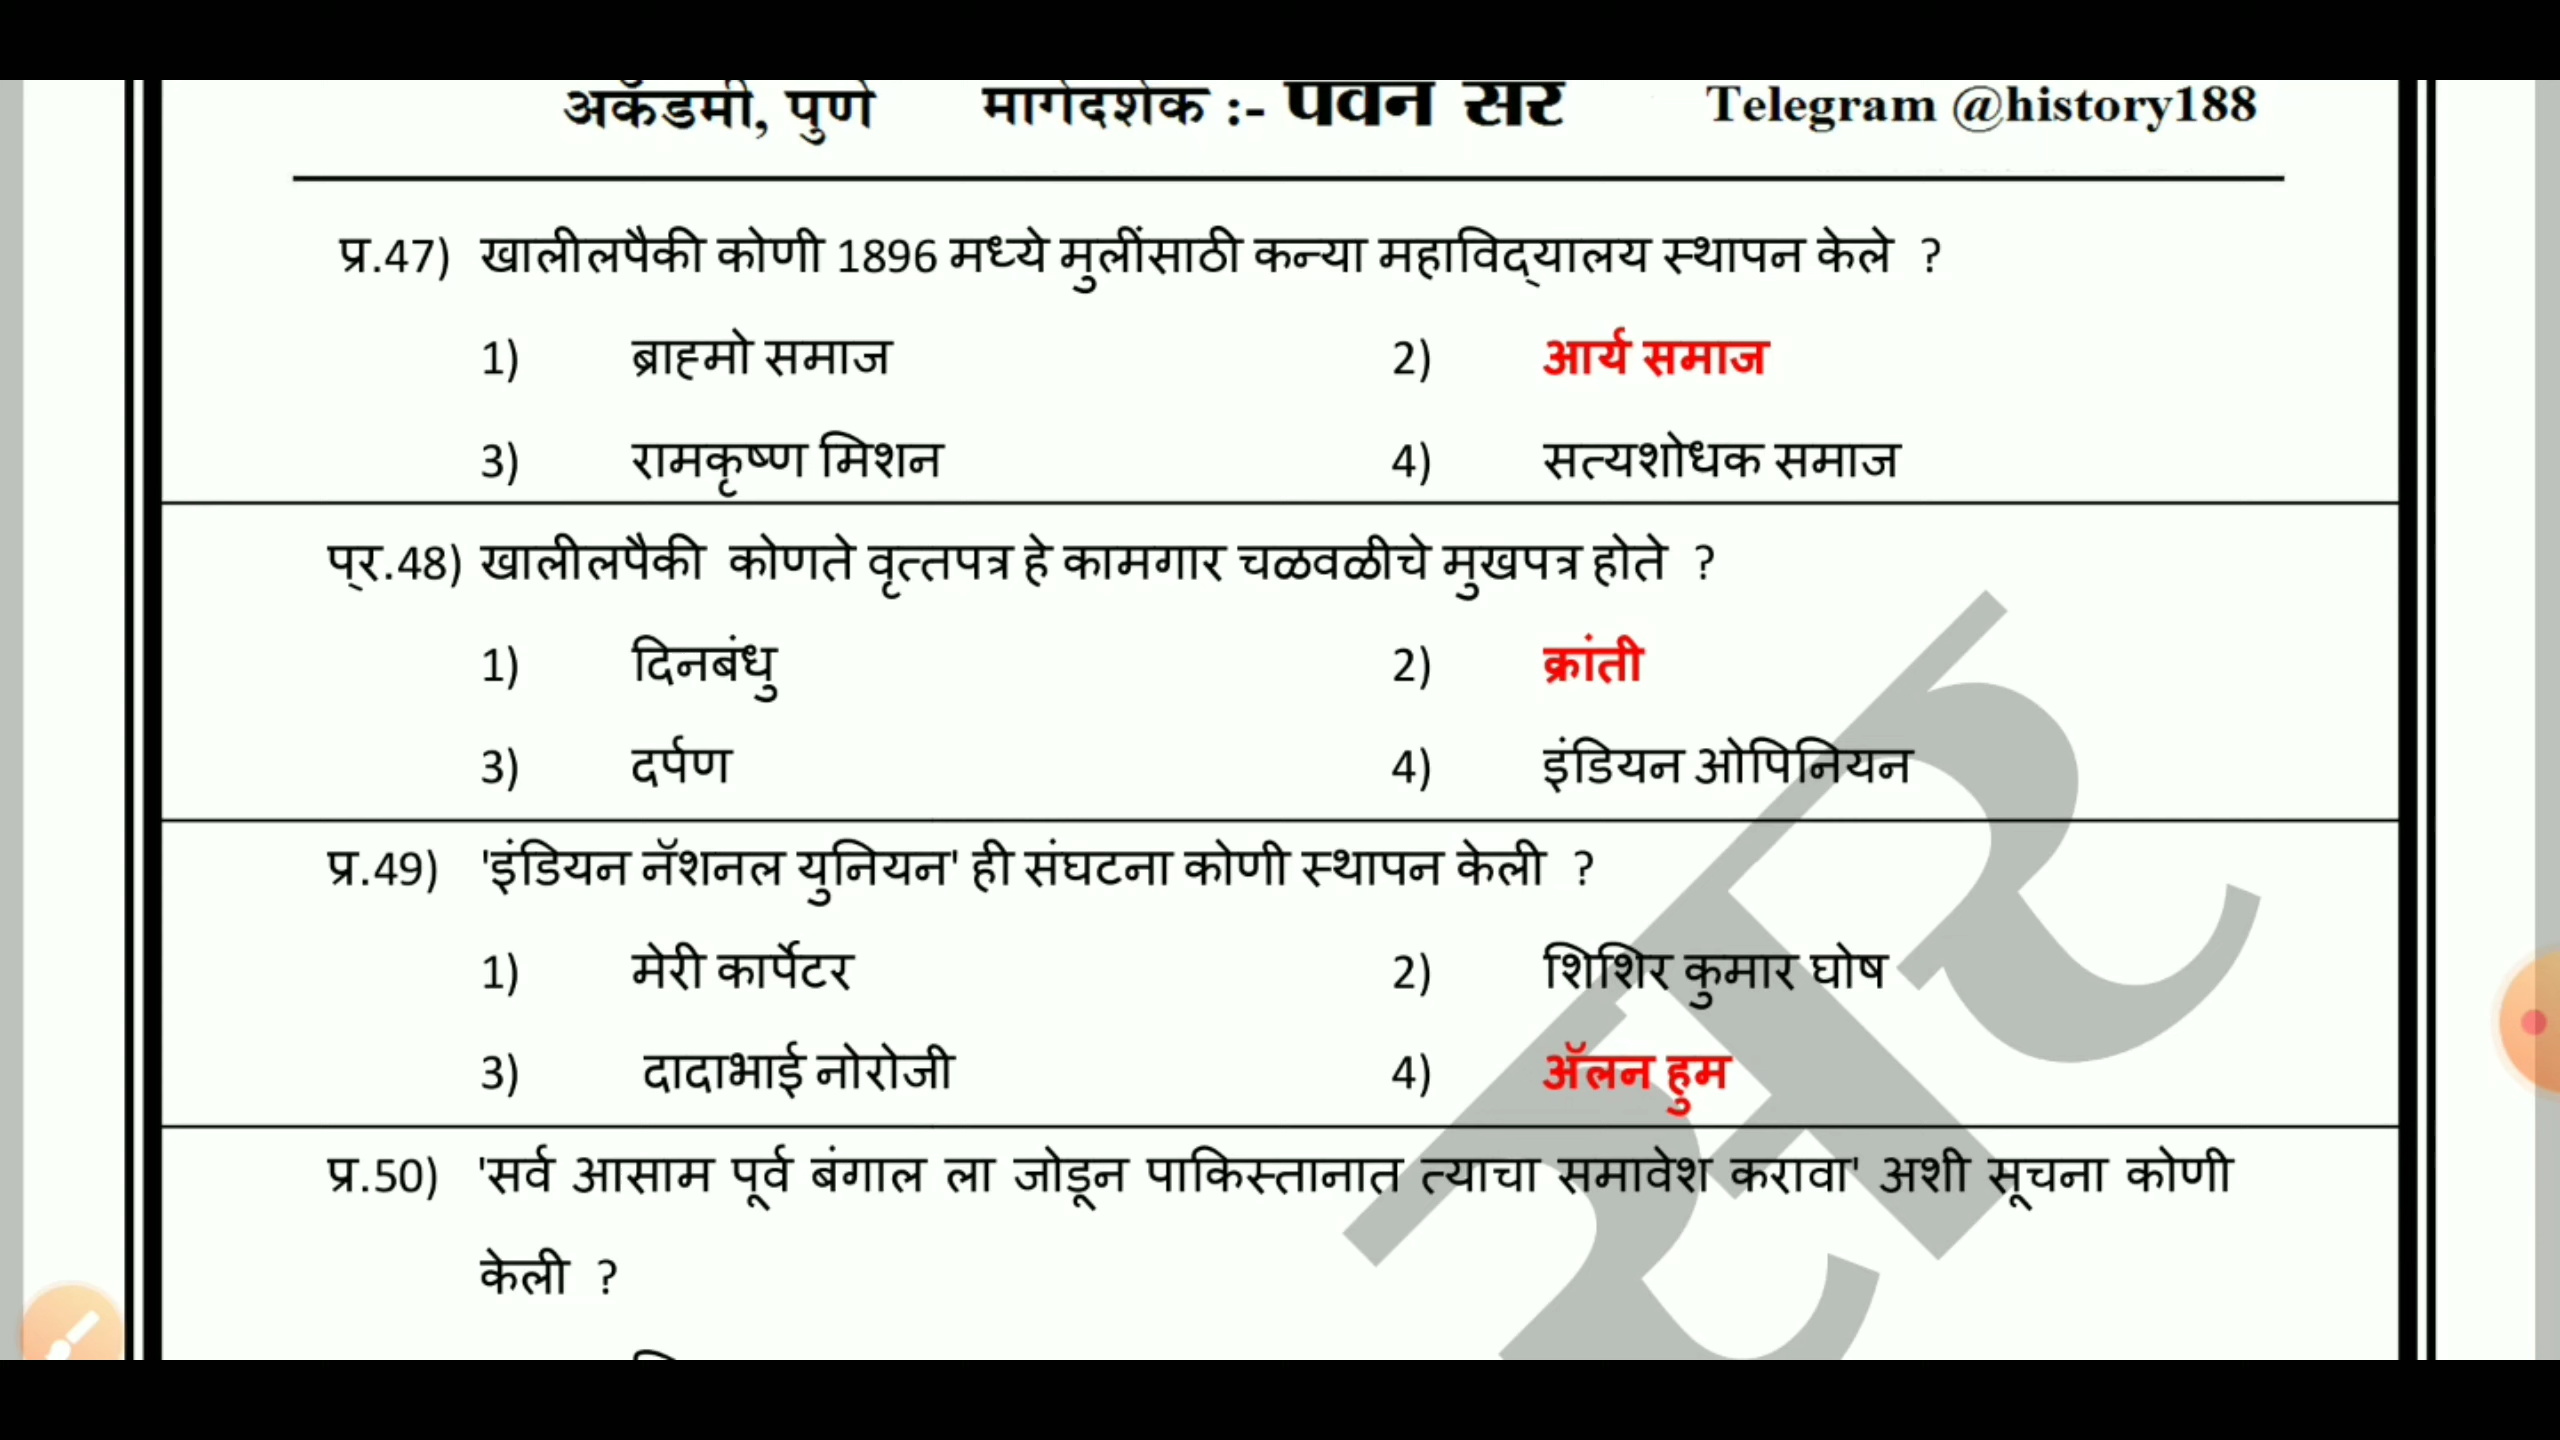 अकॅडमी, पुणे मार्गदर्शक :- पवन सर Telegram @history188
प्र.47) खालीलपैकी कोणी 1896 मध्ये मुलींसाठी कन्या महाविद्‌यालय स्थापन केले ?
1) ब्राह्मो समाज 2) आर्य समाज
3) रामकृष्ण मिशन 4) सत्यशोधक समाज
प्‌र.48) खालीलपैकी कोणते वृत्तपत्र हे कामगार चळवळीचे मुखपत्र होते ?
1) दिनबंधु 2) क्रांती
3) दर्पण 4) इंडियन ओपिनियन
प्र.49) 'इंडियन नॅशनल युनियन' ही संघटना कोणी स्थापन केली ?
1) मेरी कार्पेटर 2) शिशिर कुमार घोष
3) दादाभाई नोरोजी 4) ॲलन हुम
प्र.50) 'सर्व आसाम पूर्व बंगाल ला जोडून पाकिस्तानात त्याचा समावेश करावा' अशी सूचना कोणी
केली ?
सर